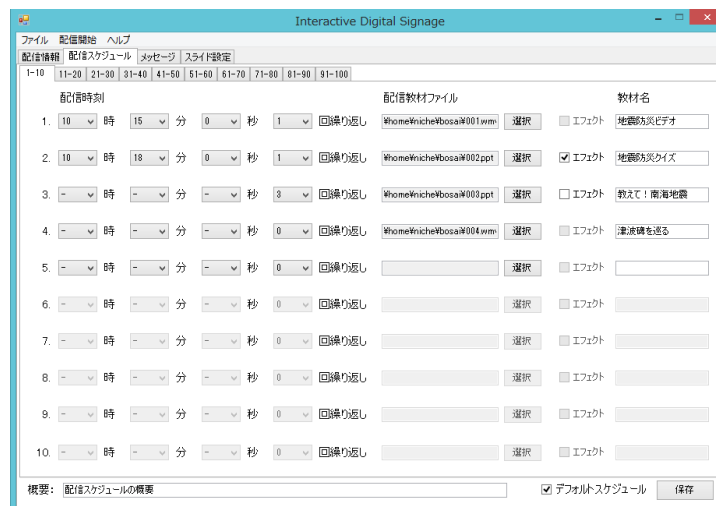 Interactive Digital Signage
ファイル 配信開始 ヘルプ
配信情報 配信スケジュール メッセージ スライド設定
1-10 11-20 21-30 31-40 41-50 51-60 61-70 71-80 81-90 91-100
配信時刻 配信教材ファイル 教材名
1. 10 時 15 分 0 秒 1 回繰り返し ¥home¥niche¥bosai¥001.wmv 選択 エフェクト 地震防災ビデオ
2. 10 時 18 分 0 秒 1 回繰り返し ¥home¥niche¥bosai¥002.ppt 選択 エフェクト 地震防災クイズ
3. - 時 - 分 - 秒 3 回繰り返し ¥home¥niche¥bosai¥003.ppt 選択 エフェクト 教えて！南海地震
4. - 時 - 分 - 秒 0 回繰り返し ¥home¥niche¥bosai¥004.wmv 選択 エフェクト 津波碑を巡る
5. - 時 - 分 - 秒 0 回繰り返し 選択 エフェクト
6. - 時 - 分 - 秒 0 回繰り返し 選択 エフェクト
7. - 時 - 分 - 秒 0 回繰り返し 選択 エフェクト
8. - 時 - 分 - 秒 0 回繰り返し 選択 エフェクト
9. - 時 - 分 - 秒 0 回繰り返し 選択 エフェクト
10. - 時 - 分 - 秒 0 回繰り返し 選択 エフェクト
概要： 配信スケジュールの概要 デフォルトスケジュール 保存